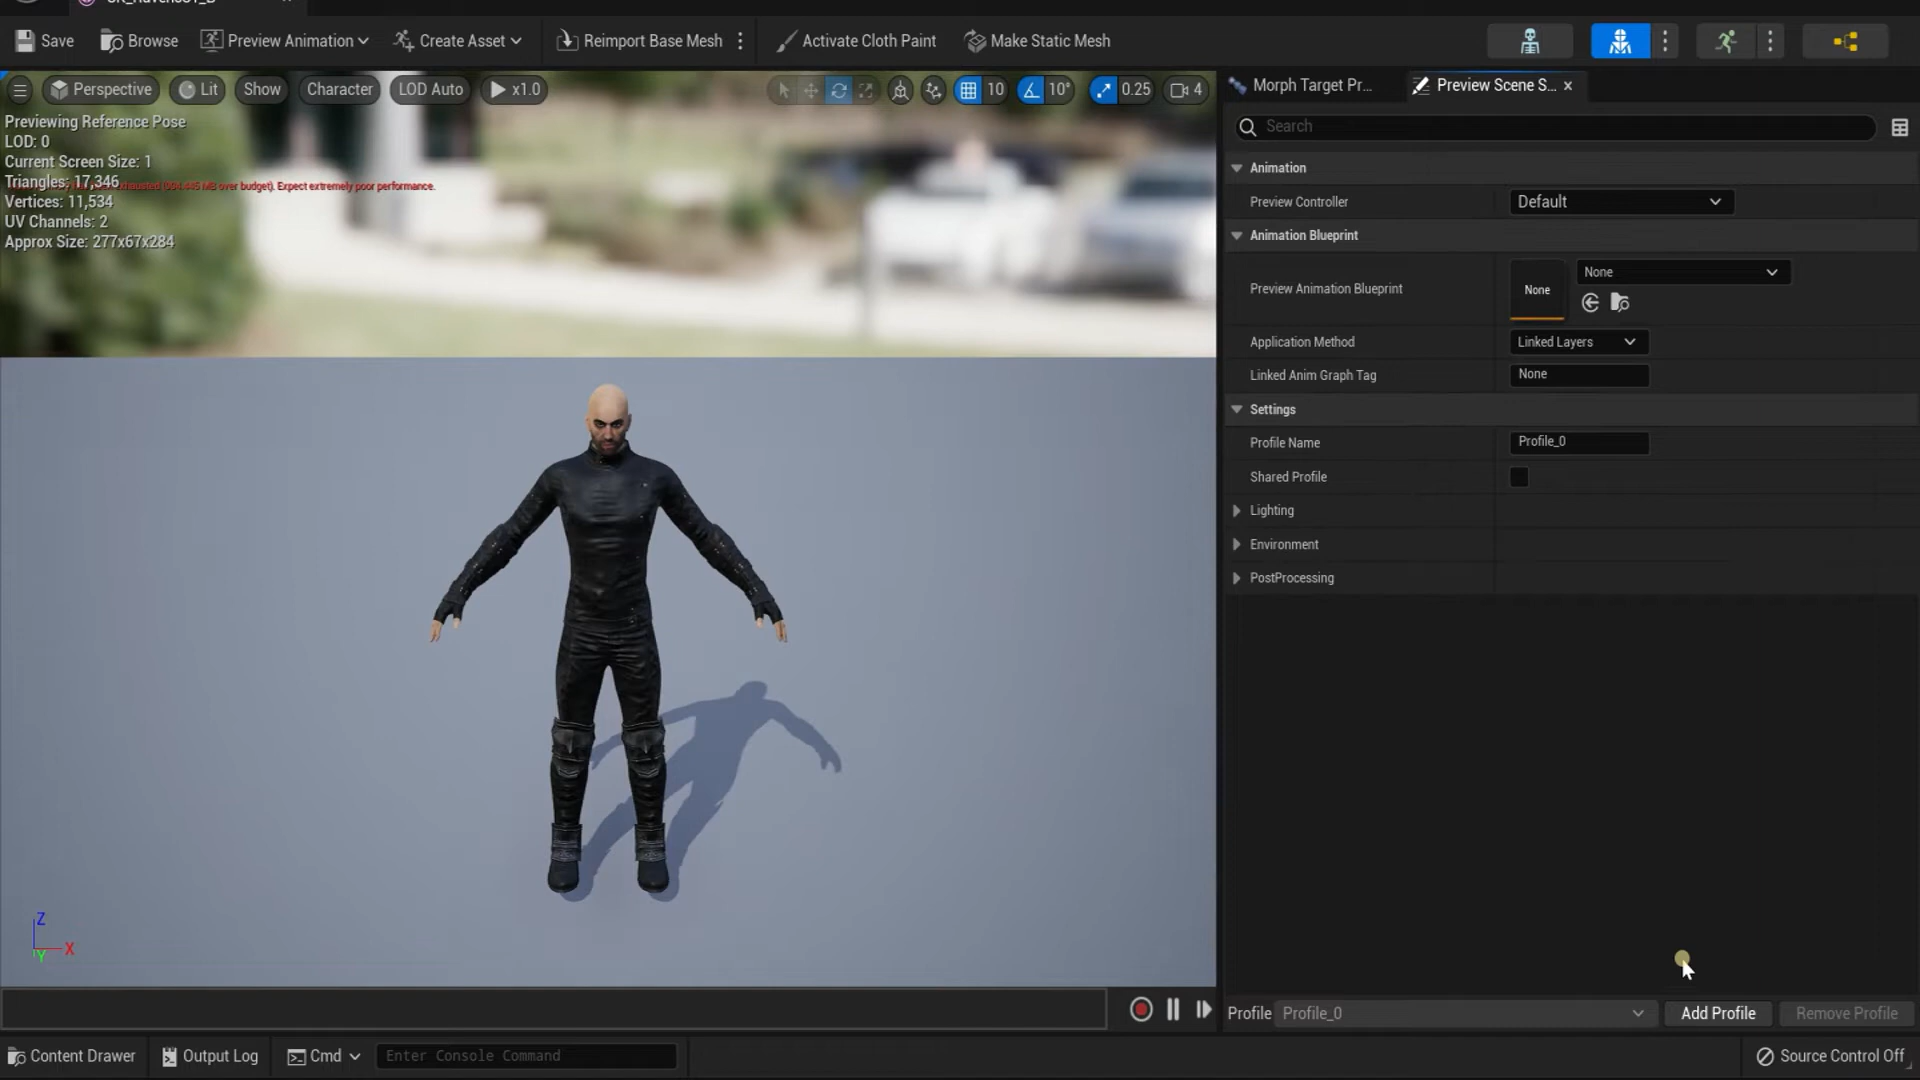 Save
Browse
Preview Animation
Create Asset
Reimport Base Mesh
Activate Cloth Paint
Make Static Mesh
Perspective
Lit
Show
Character
LOD Auto
x1.0
10
10°
0.25
4
Previewing Reference Pose
LOD: 0
Current Screen Size: 1
Triangles: 17,346
over budget). Expect extremely poor performance.
Vertices: 11,534
UV Channels: 2
Approx Size: 277x67x284
Z
X
Y
Morph Target Pr...
Preview Scene S...
Search
Animation
Preview Controller
Default
Animation Blueprint
Preview Animation Blueprint
None
None
Application Method
Linked Layers
Linked Anim Graph Tag
None
Settings
Profile Name
Profile_0
Shared Profile
Lighting
Environment
PostProcessing
Profile
Profile_0
Add Profile
Remove Profile
Content Drawer
Output Log
Cmd
Enter Console Command
Source Control Off